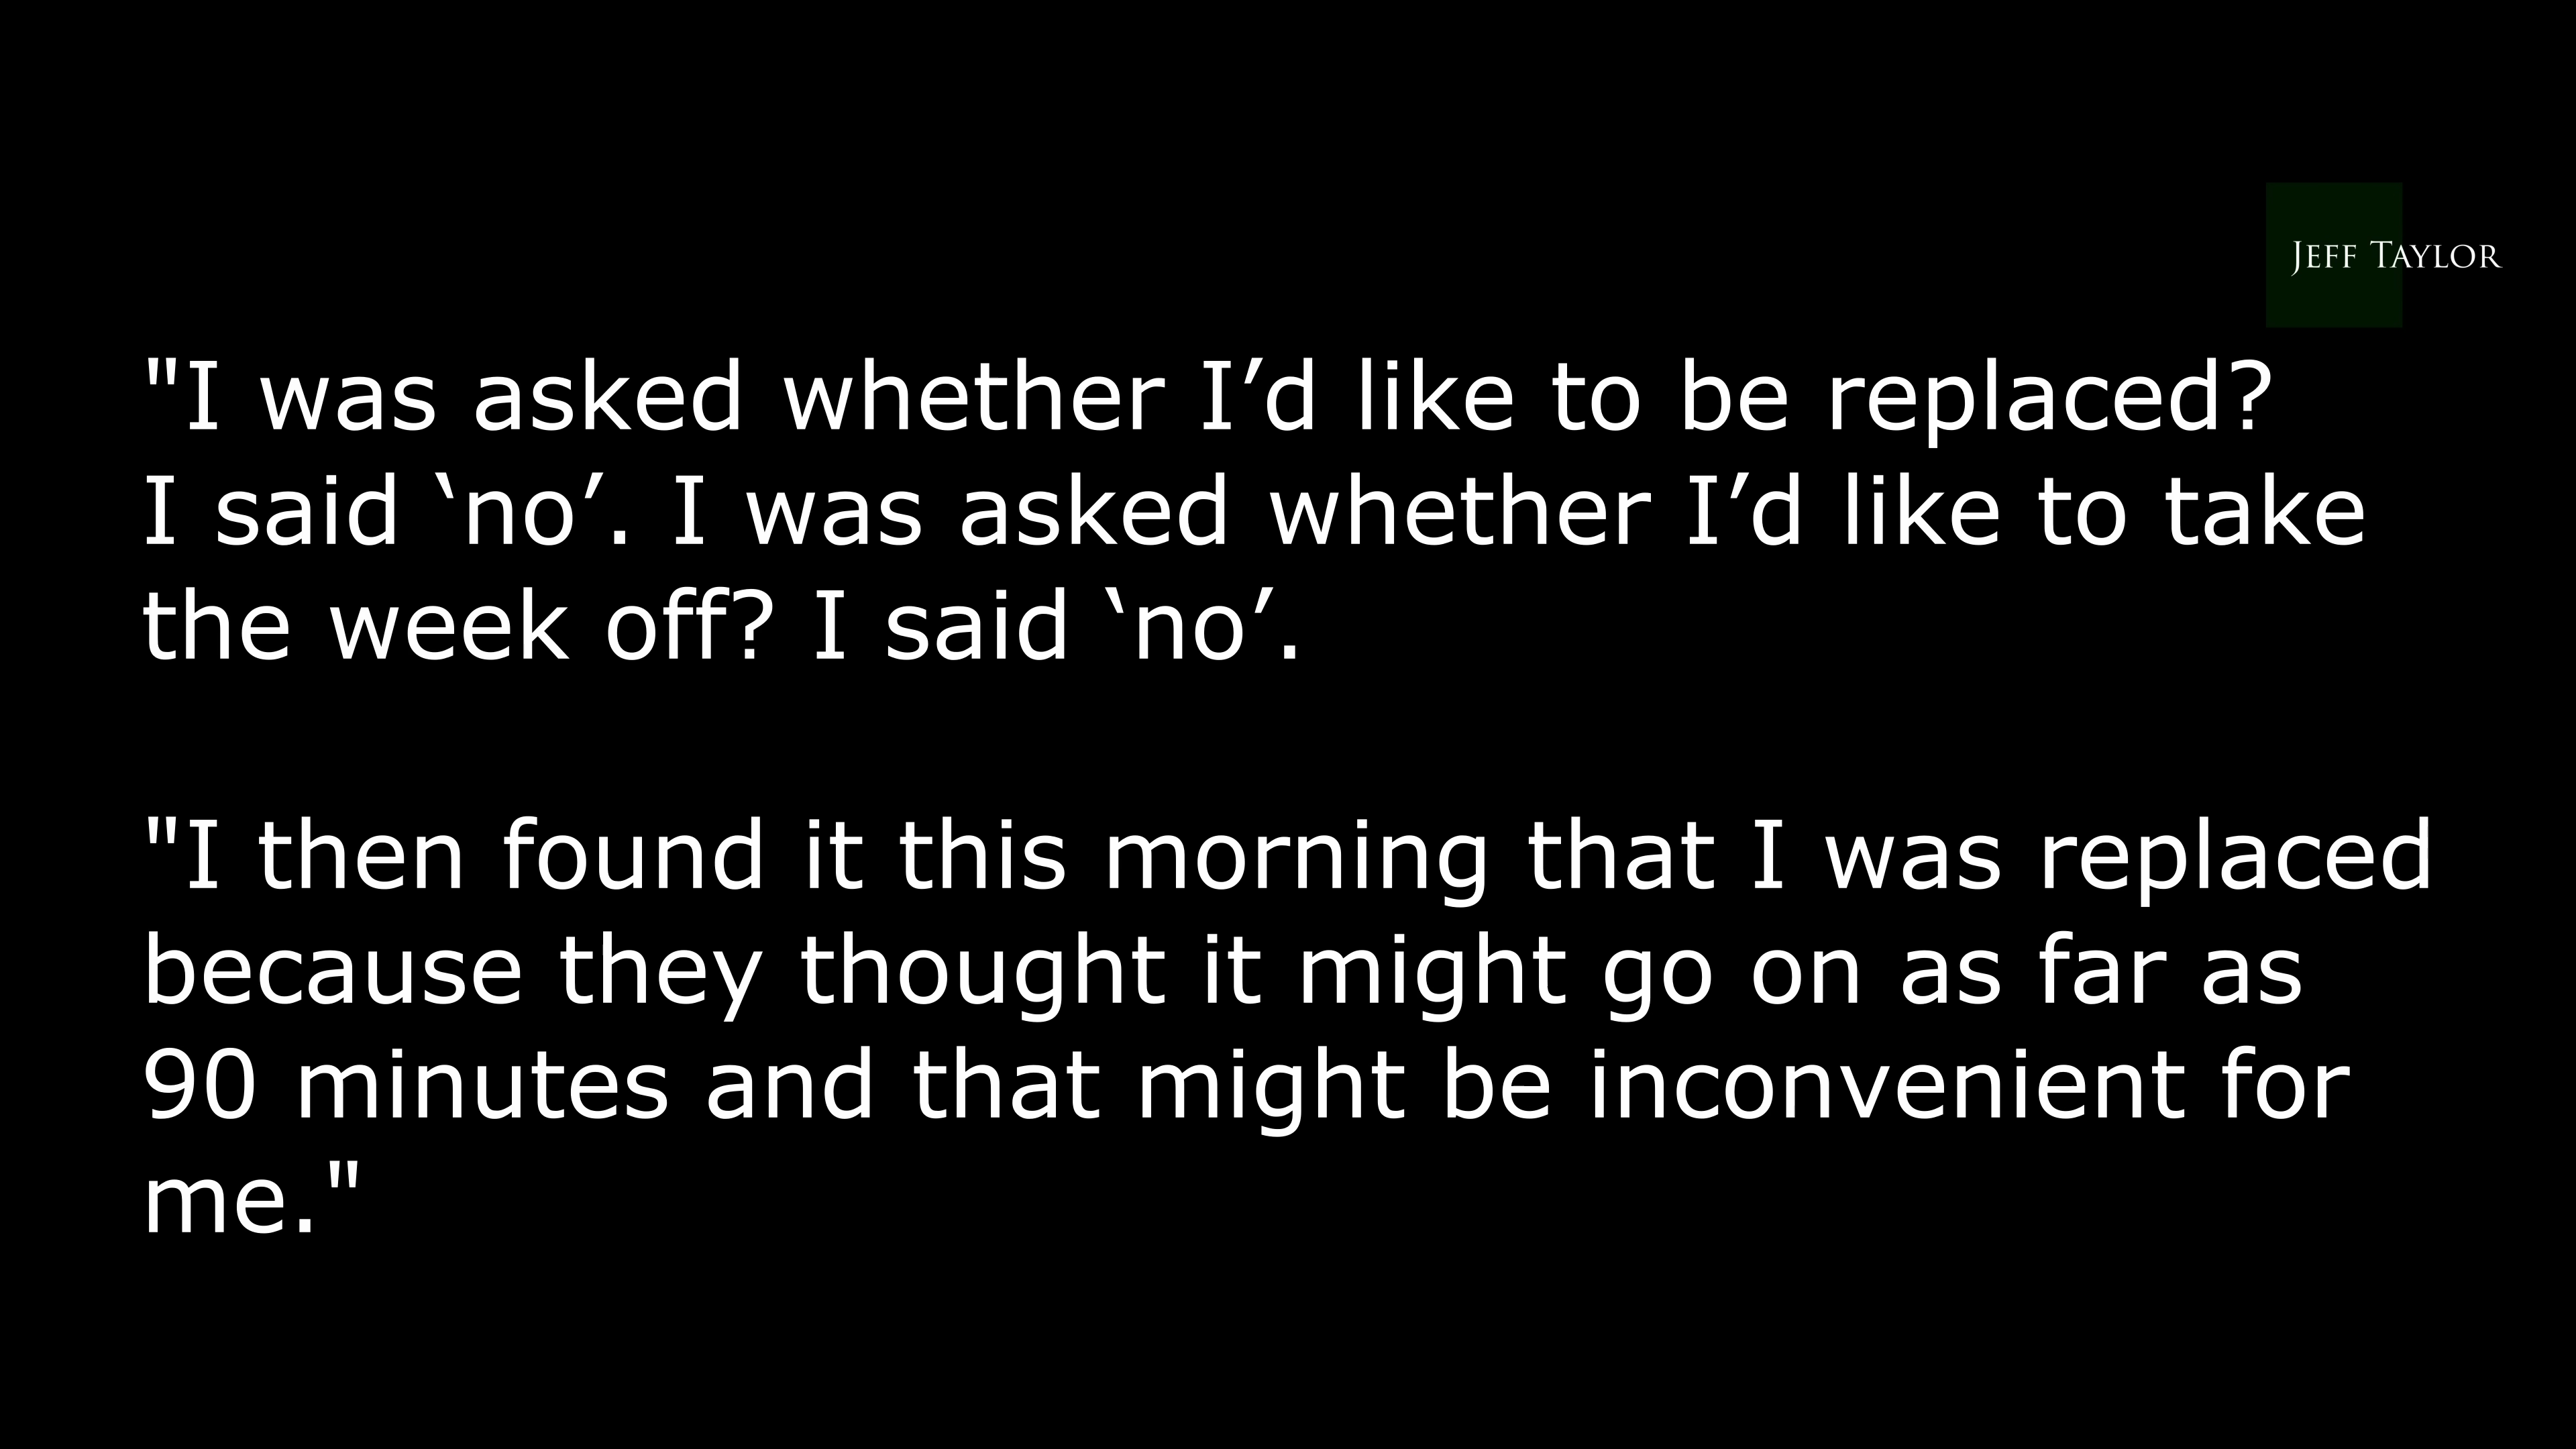 JEFF TAYLOR
"I was asked whether I’d like to be replaced?
I said ‘no’. I was asked whether I’d like to take
the week off? I said ‘no’.
"I then found it this morning that I was replaced
because they thought it might go on as far as
90 minutes and that might be inconvenient for
me."